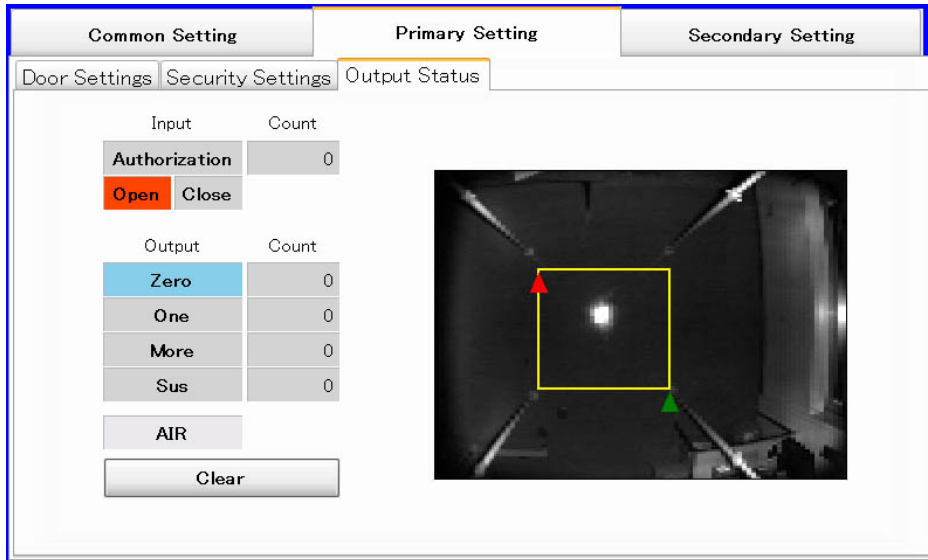 Common Setting Primary Setting Secondary Setting
Door Settings Security Settings Output Status
Input Count
Authorization 0
Open Close
Output Count
Zero 0
One 0
More 0
Sus 0
AIR
Clear